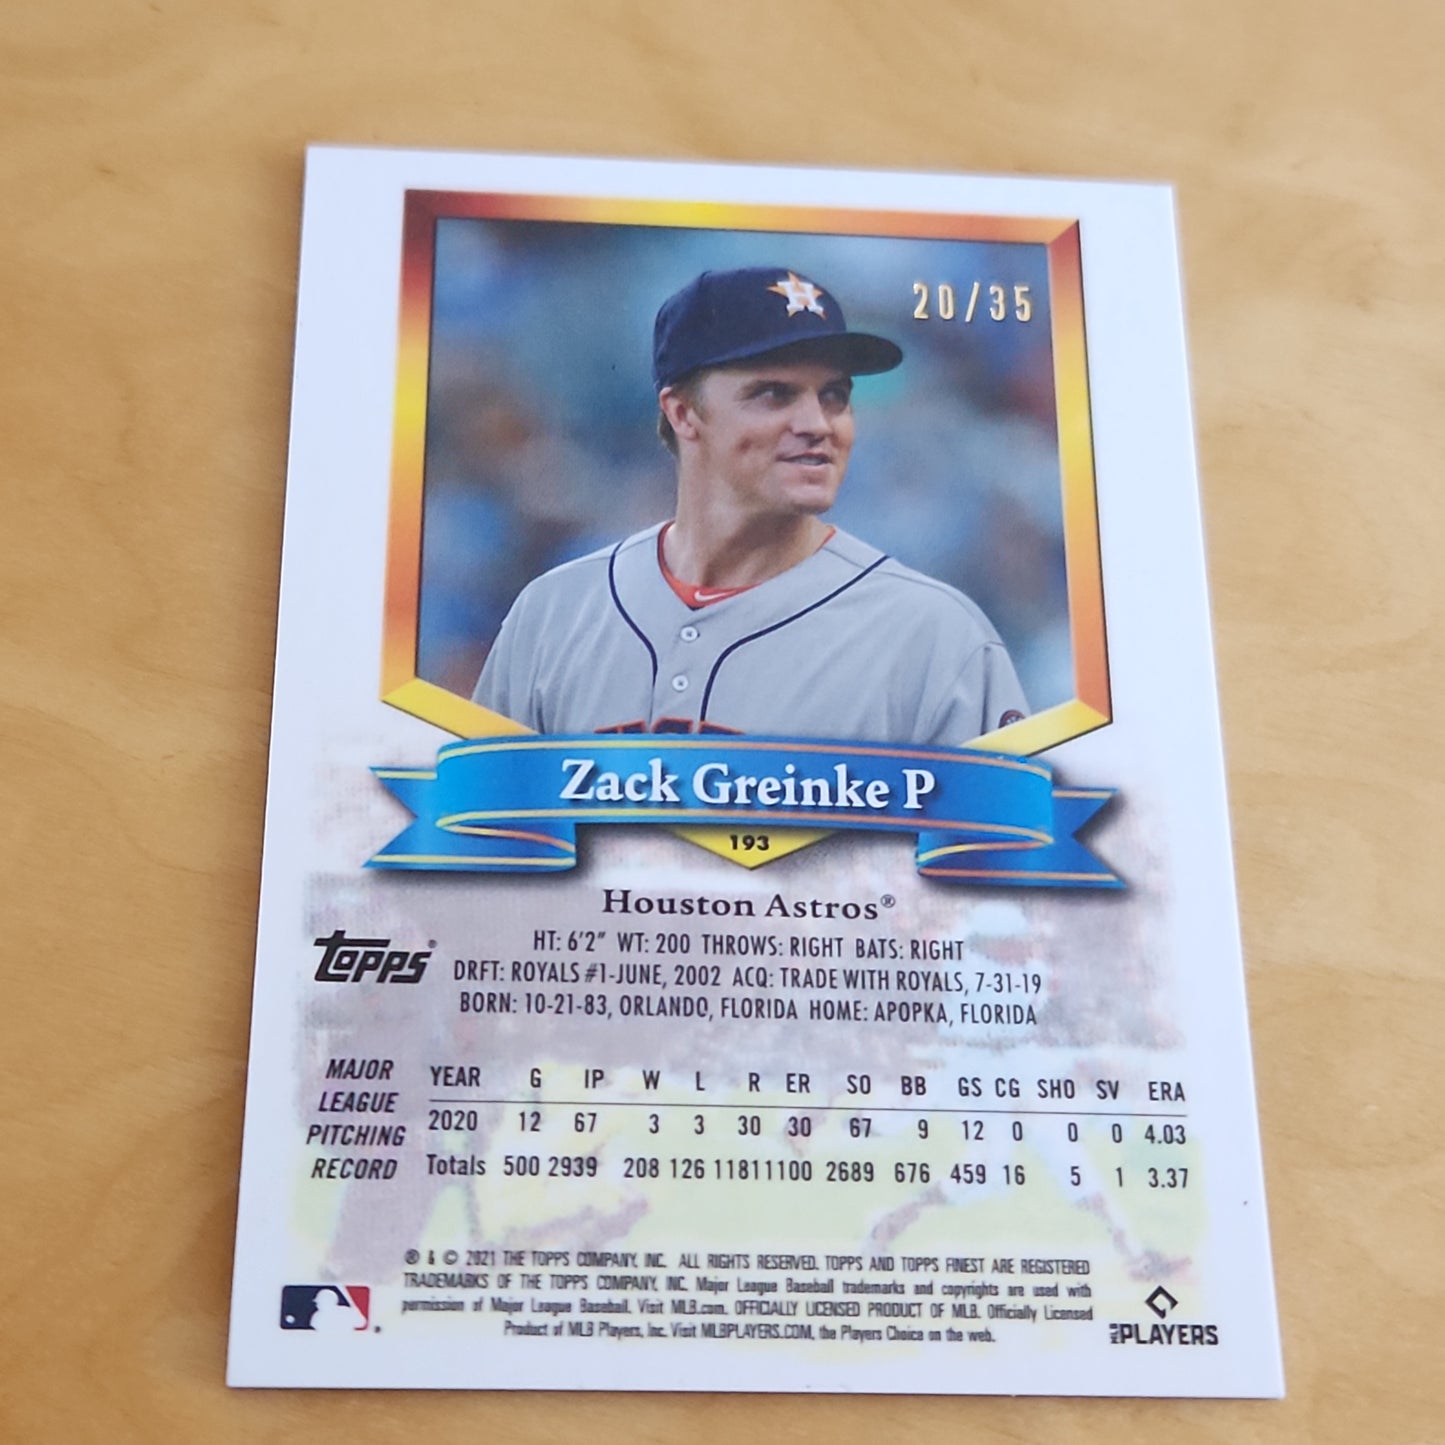 H
20/35
Zack Greinke P
193
Houston Astros®
TOPPS®
HT: 6'2" WT: 200 THROWS: RIGHT BATS: RIGHT
DRFT: ROYALS #1-JUNE, 2002 ACQ: TRADE WITH ROYALS, 7-31-19
BORN: 10-21-83, ORLANDO, FLORIDA HOME: APOPKA, FLORIDA
MAJOR
LEAGUE
PITCHING
RECORD
YEAR G IP W L R ER SO BB GS CG SHO SV ERA
2020 12 67 3 3 30 30 67 9 12 0 0 0 4.03
Totals 500 2939 208 126 1181 1100 2689 676 459 16 5 1 3.37
® & © 2021 THE TOPPS COMPANY, INC. ALL RIGHTS RESERVED. TOPPS AND TOPPS FINEST ARE REGISTERED
TRADEMARKS OF THE TOPPS COMPANY, INC. Major League Baseball trademarks and copyrights are used with
permission of Major League Baseball. Visit MLB.com. OFFICIALLY LICENSED PRODUCT OF MLB. Officially Licensed
Product of MLB Players, Inc. Visit MLBPLAYERS.COM, the Players Choice on the web.
MLB PLAYERS